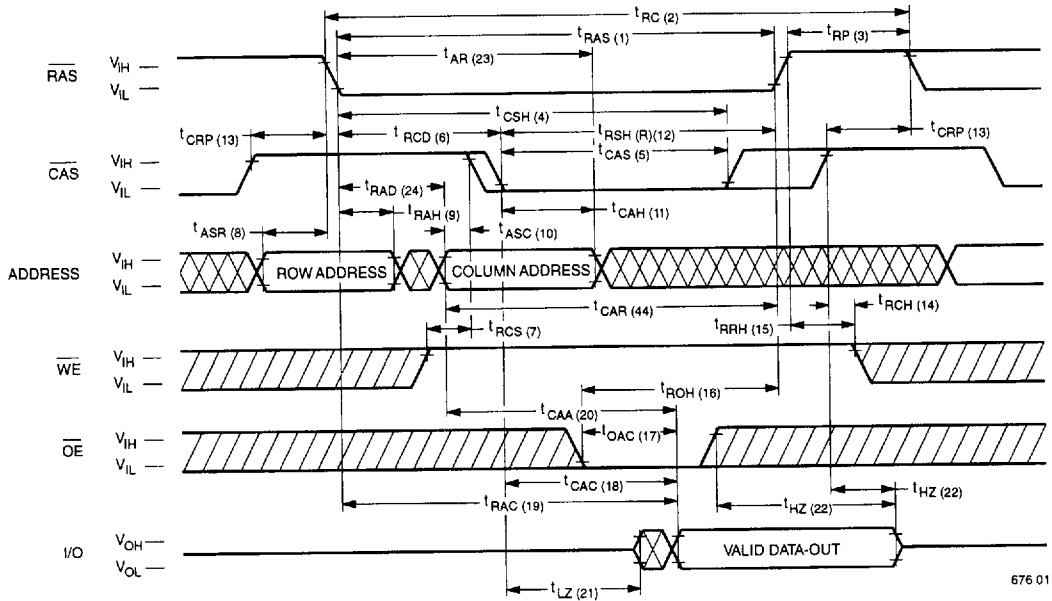 tRC (2)
tRAS (1)
tRP (3)
tAR (23)
RAS
VIH
VIL
tCSH (4)
tCRP (13)
tRCD (6)
tRSH (R)(12)
tCRP (13)
tCAS (5)
CAS
VIH
VIL
tRAD (24)
tRAH (9)
tCAH (11)
tASR (8)
tASC (10)
ADDRESS
VIH
VIL
ROW ADDRESS
COLUMN ADDRESS
tCAR (44)
tRCH (14)
tRCS (7)
tRRH (15)
WE
VIH
VIL
tROH (16)
tCAA (20)
tOAC (17)
OE
VIH
VIL
tCAC (18)
tHZ (22)
tRAC (19)
tHZ (22)
I/O
VOH
VOL
VALID DATA-OUT
tLZ (21)
676 01